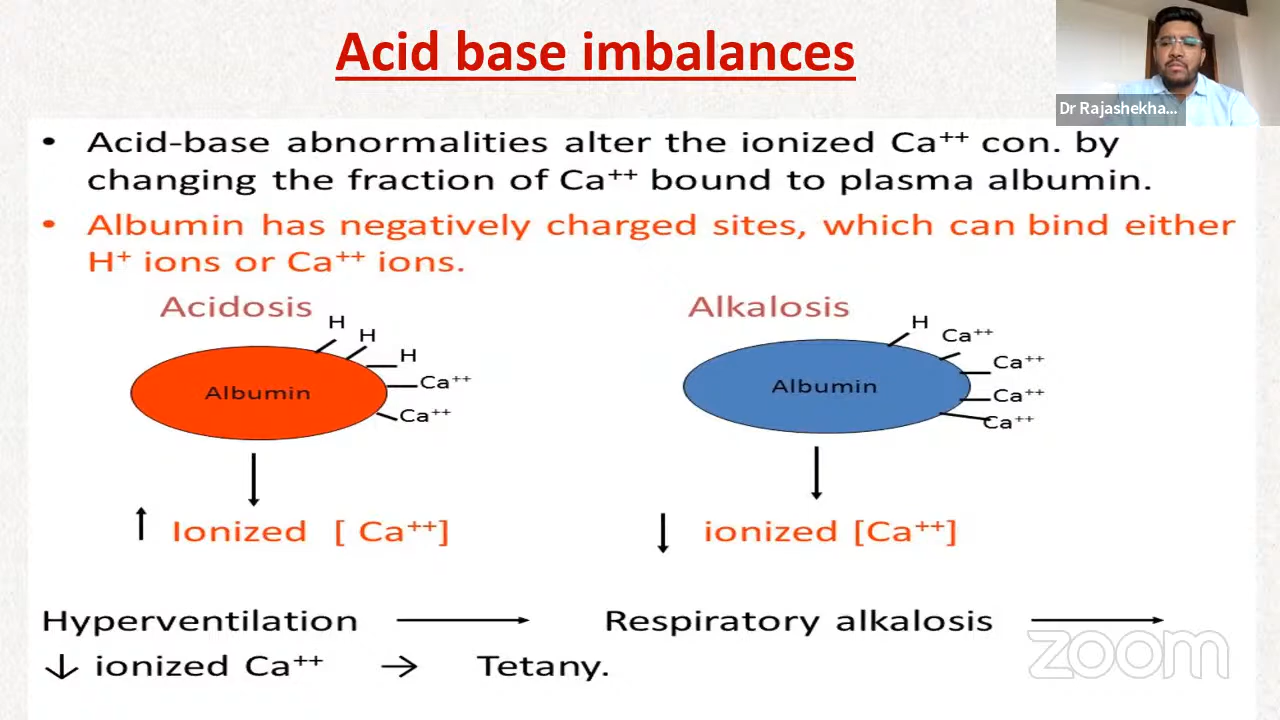 Acid base imbalances
Dr Rajashekha...
• Acid-base abnormalities alter the ionized Ca⁺⁺ con. by
changing the fraction of Ca⁺⁺ bound to plasma albumin.
• Albumin has negatively charged sites, which can bind either
H⁺ ions or Ca⁺⁺ ions.
Acidosis
H
H
H
Ca⁺⁺
Ca⁺⁺
Albumin
↑ Ionized [ Ca⁺⁺]
Alkalosis
H
Ca⁺⁺
Ca⁺⁺
Ca⁺⁺
Ca⁺⁺
Albumin
↓ ionized [Ca⁺⁺]
Hyperventilation → Respiratory alkalosis →
↓ ionized Ca⁺⁺ → Tetany.
zoom